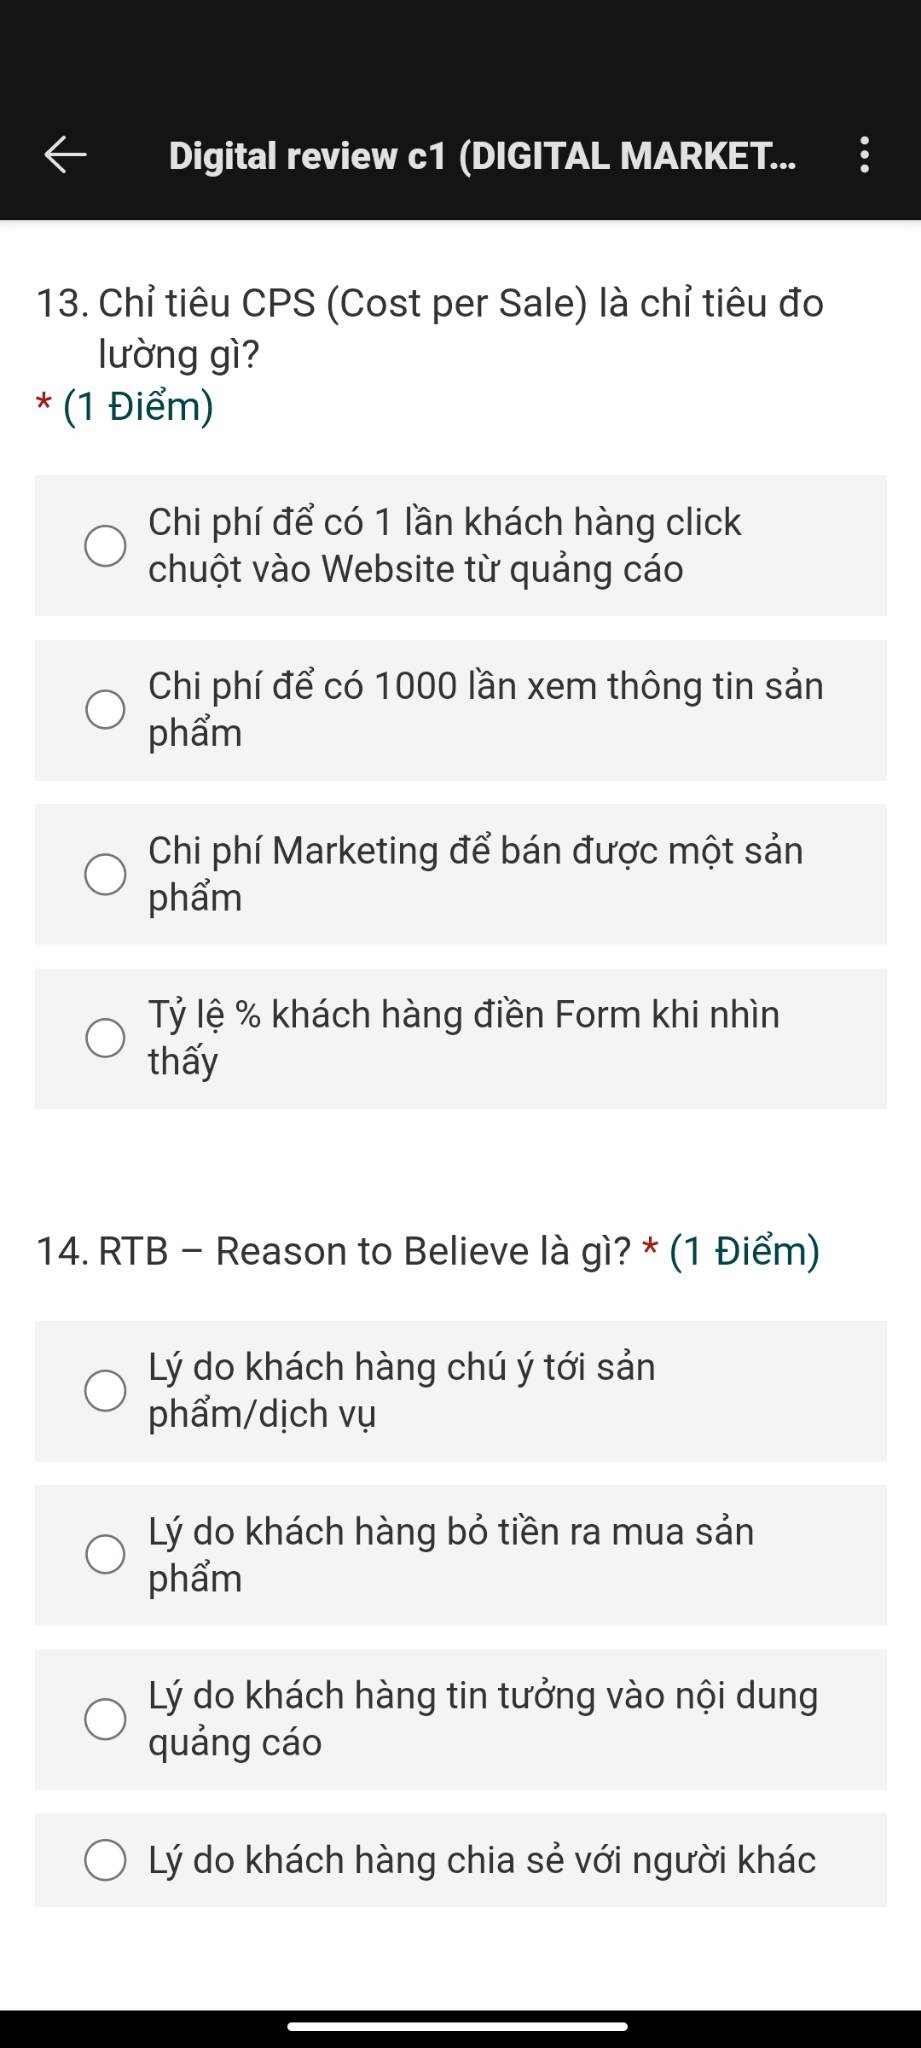 Digital review c1 (DIGITAL MARKET...
13. Chỉ tiêu CPS (Cost per Sale) là chỉ tiêu đo
lường gì?
* (1 Điểm)
Chi phí để có 1 lần khách hàng click
chuột vào Website từ quảng cáo
Chi phí để có 1000 lần xem thông tin sản
phẩm
Chi phí Marketing để bán được một sản
phẩm
Tỷ lệ % khách hàng điền Form khi nhìn
thấy
14. RTB – Reason to Believe là gì? * (1 Điểm)
Lý do khách hàng chú ý tới sản
phẩm/dịch vụ
Lý do khách hàng bỏ tiền ra mua sản
phẩm
Lý do khách hàng tin tưởng vào nội dung
quảng cáo
Lý do khách hàng chia sẻ với người khác